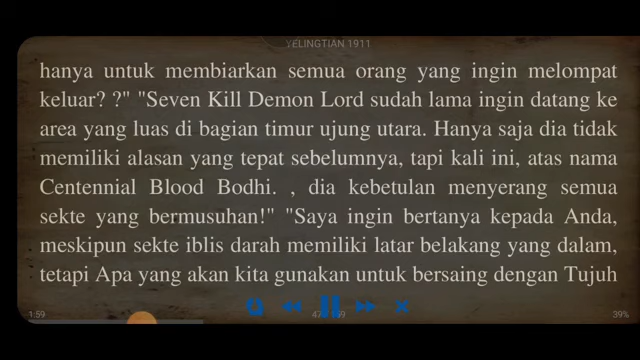 YELINGTIAN 1911
hanya untuk membiarkan semua orang yang ingin melompat
keluar? ?" "Seven Kill Demon Lord sudah lama ingin datang ke
area yang luas di bagian timur ujung utara. Hanya saja dia tidak
memiliki alasan yang tepat sebelumnya, tapi kali ini, atas nama
Centennial Blood Bodhi. , dia kebetulan menyerang semua
sekte yang bermusuhan!" "Saya ingin bertanya kepada Anda,
meskipun sekte iblis darah memiliki latar belakang yang dalam,
tetapi Apa yang akan kita gunakan untuk bersaing dengan Tujuh
1:59
39%